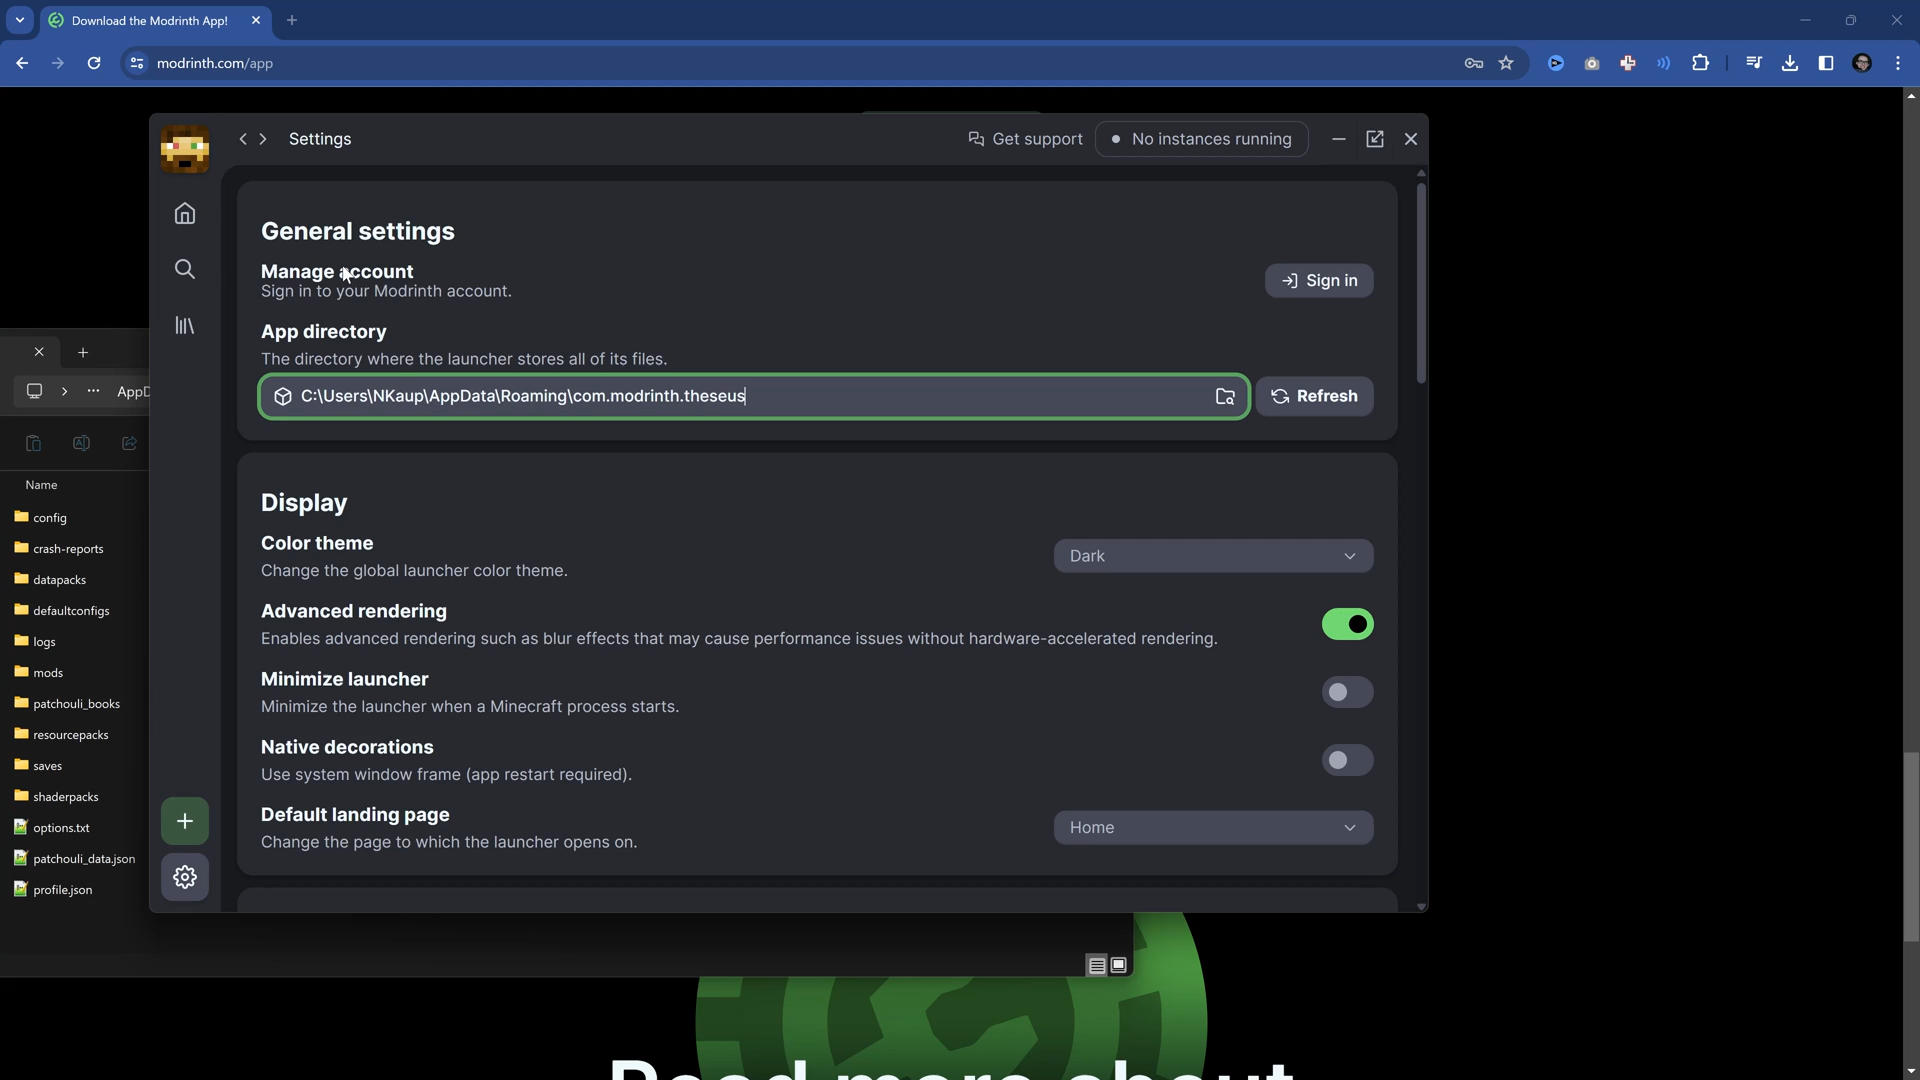 Download the Modrinth App!
modrinth.com/app
Settings
Get support
No instances running
General settings
Manage account
Sign in to your Modrinth account.
Sign in
App directory
The directory where the launcher stores all of its files.
C:\Users\NKaup\AppData\Roaming\com.modrinth.theseus
Refresh
Display
Color theme
Change the global launcher color theme.
Dark
Advanced rendering
Enables advanced rendering such as blur effects that may cause performance issues without hardware-accelerated rendering.
Minimize launcher
Minimize the launcher when a Minecraft process starts.
Native decorations
Use system window frame (app restart required).
Default landing page
Change the page to which the launcher opens on.
Home
AppD
Name
config
crash-reports
datapacks
defaultconfigs
logs
mods
patchouli_books
resourcepacks
saves
shaderpacks
options.txt
patchouli_data.json
profile.json
Read more about